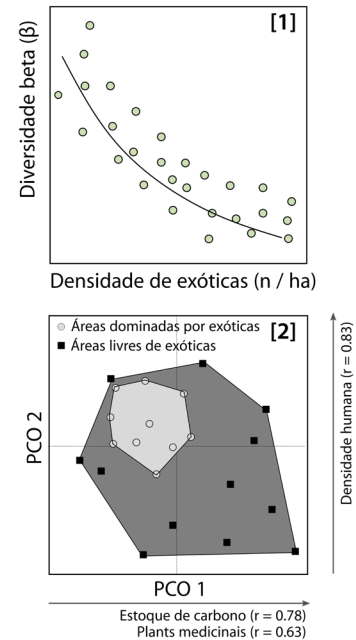 [1]
Diversidade beta (β)
Densidade de exóticas (n / ha)
Áreas dominadas por exóticas [2]
Áreas livres de exóticas
PCO 2
Densidade humana (r = 0.83)
PCO 1
Estoque de carbono (r = 0.78)
Plants medicinais (r = 0.63)